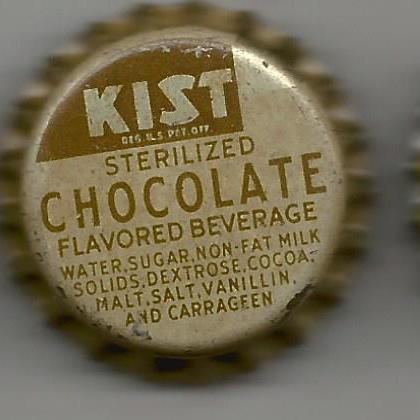 KIST
REG. U.S. PAT. OFF.
STERILIZED
CHOCOLATE
FLAVORED BEVERAGE
WATER, SUGAR, NON-FAT MILK
SOLIDS, DEXTROSE, COCOA-
MALT, SALT, VANILLIN,
AND CARRAGEEN